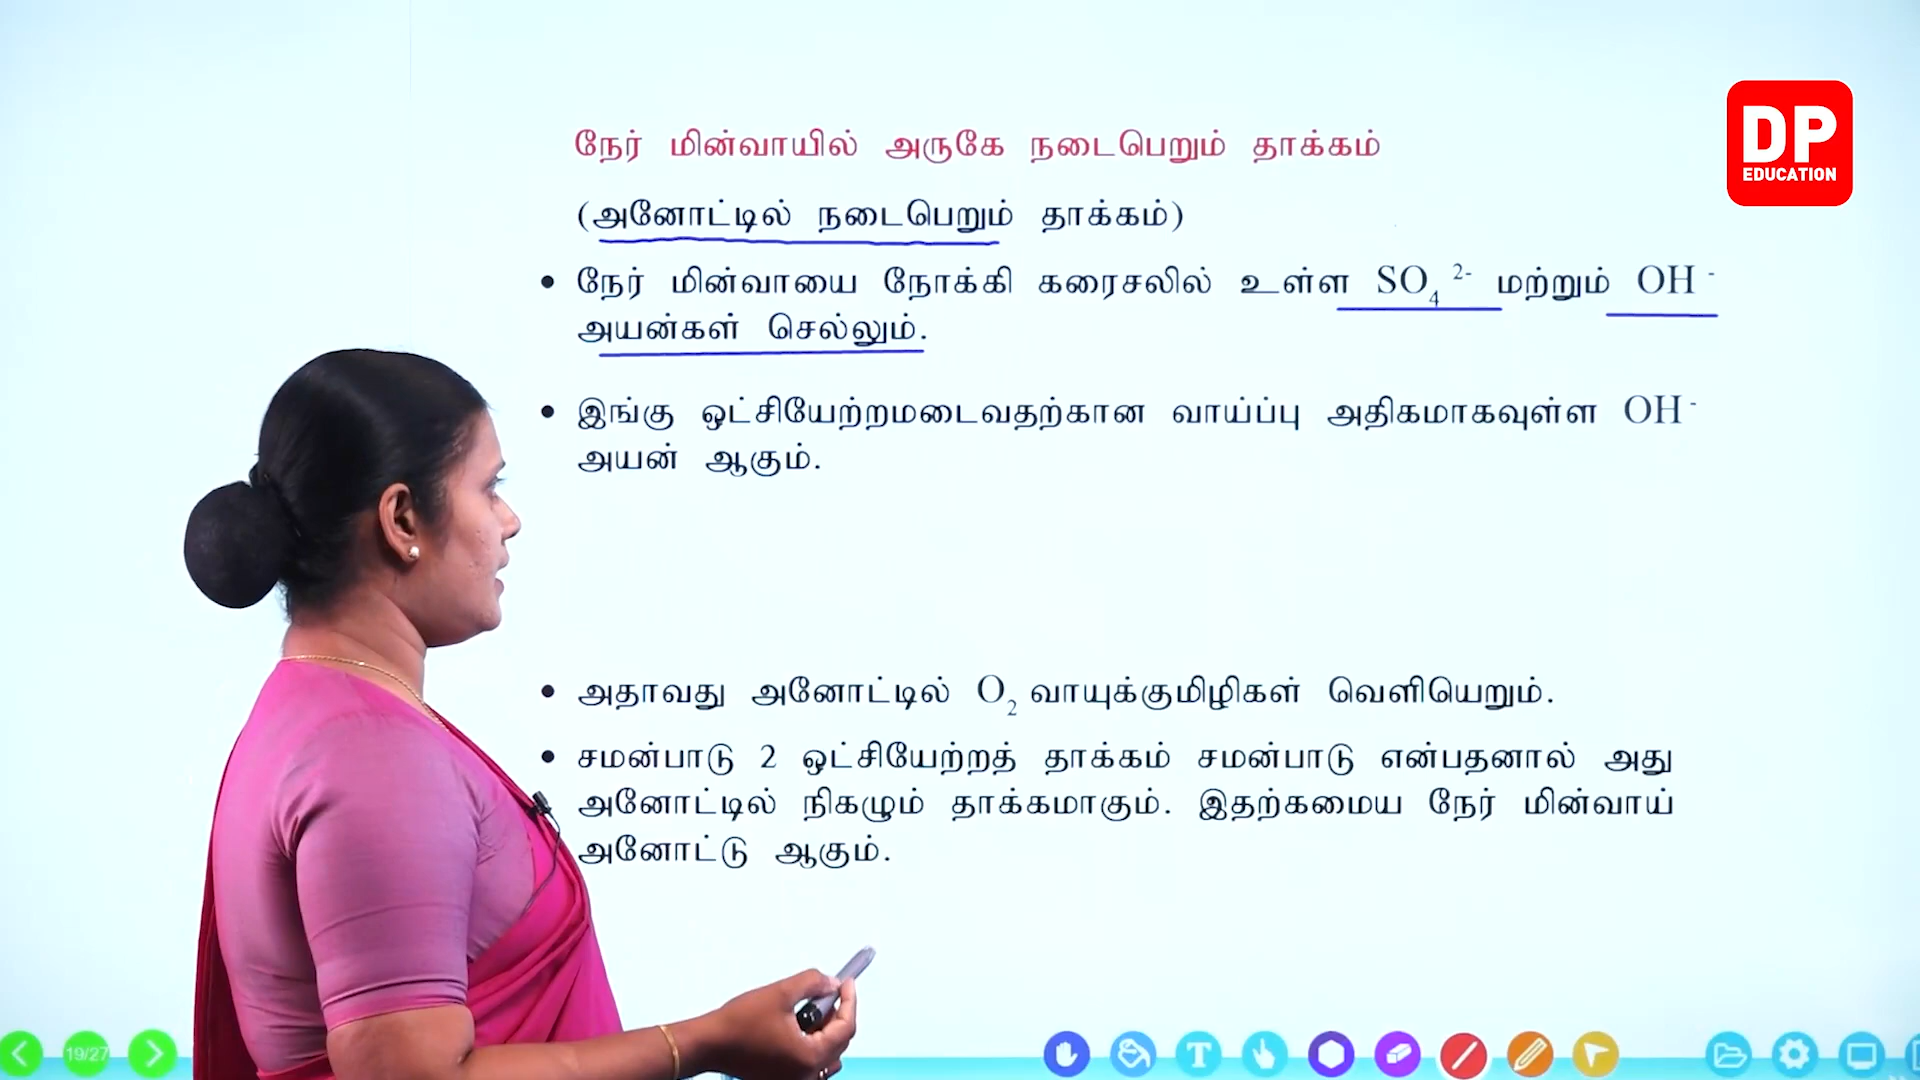 DP
EDUCATION
நேர் மின்வாயில் அருகே நடைபெறும் தாக்கம்
(அனோட்டில் நடைபெறும் தாக்கம்)
• நேர் மின்வாயை நோக்கி கரைசலில் உள்ள SO₄²⁻ மற்றும் OH⁻
அயன்கள் செல்லும்.
• இங்கு ஒட்சியேற்றமடைவதற்கான வாய்ப்பு அதிகமாகவுள்ள OH⁻
அயன் ஆகும்.
• அதாவது அனோட்டில் O₂ வாயுக்குமிழிகள் வெளியெறும்.
• சமன்பாடு 2 ஒட்சியேற்றத் தாக்கம் சமன்பாடு என்பதனால் அது
அனோட்டில் நிகழும் தாக்கமாகும். இதற்கமைய நேர் மின்வாய்
அனோட்டு ஆகும்.
19/27
T